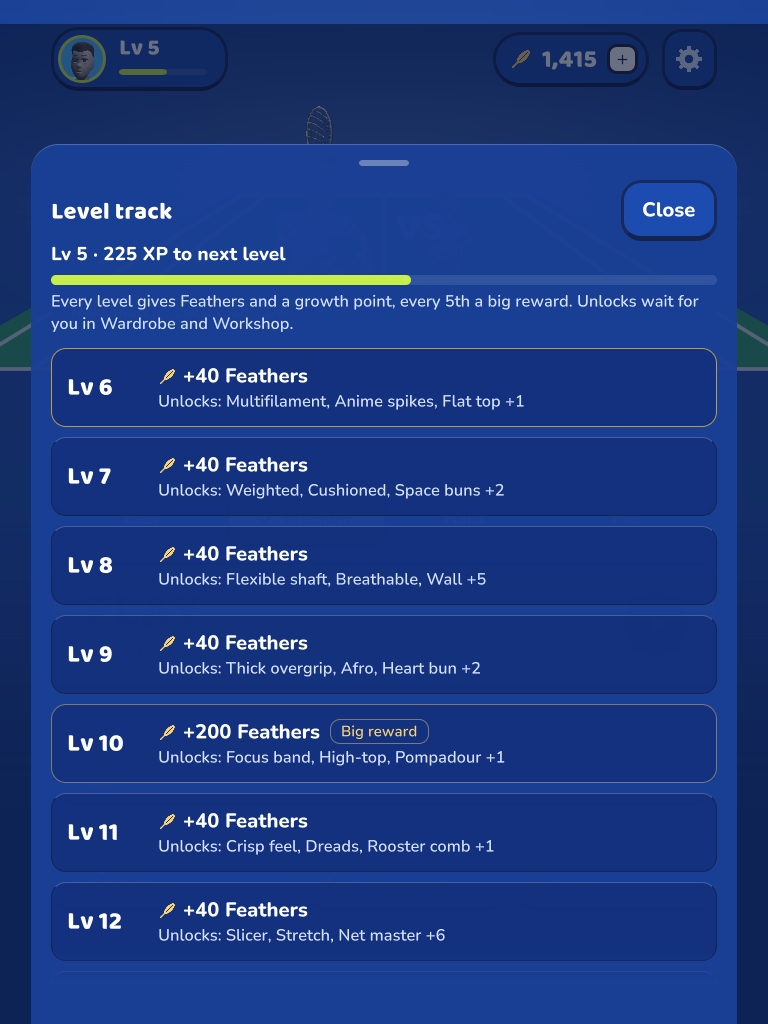 Lv 5
1,415
+
Level track
Close
Lv 5 · 225 XP to next level
Every level gives Feathers and a growth point, every 5th a big reward. Unlocks wait for
you in Wardrobe and Workshop.
Lv 6
+40 Feathers
Unlocks: Multifilament, Anime spikes, Flat top +1
Lv 7
+40 Feathers
Unlocks: Weighted, Cushioned, Space buns +2
Lv 8
+40 Feathers
Unlocks: Flexible shaft, Breathable, Wall +5
Lv 9
+40 Feathers
Unlocks: Thick overgrip, Afro, Heart bun +2
Lv 10
+200 Feathers Big reward
Unlocks: Focus band, High-top, Pompadour +1
Lv 11
+40 Feathers
Unlocks: Crisp feel, Dreads, Rooster comb +1
Lv 12
+40 Feathers
Unlocks: Slicer, Stretch, Net master +6